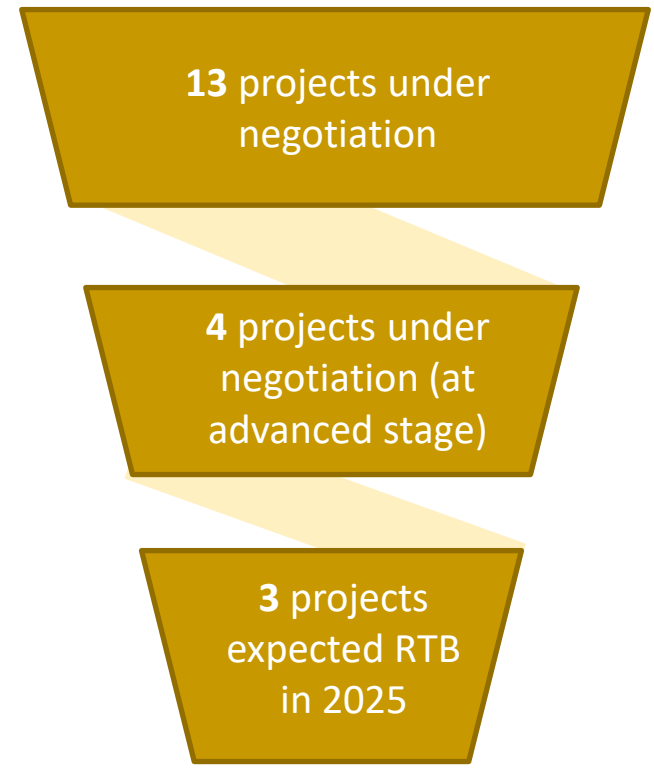 13 projects under
negotiation
4 projects under
negotiation (at
advanced stage)
3 projects
expected RTB
in 2025